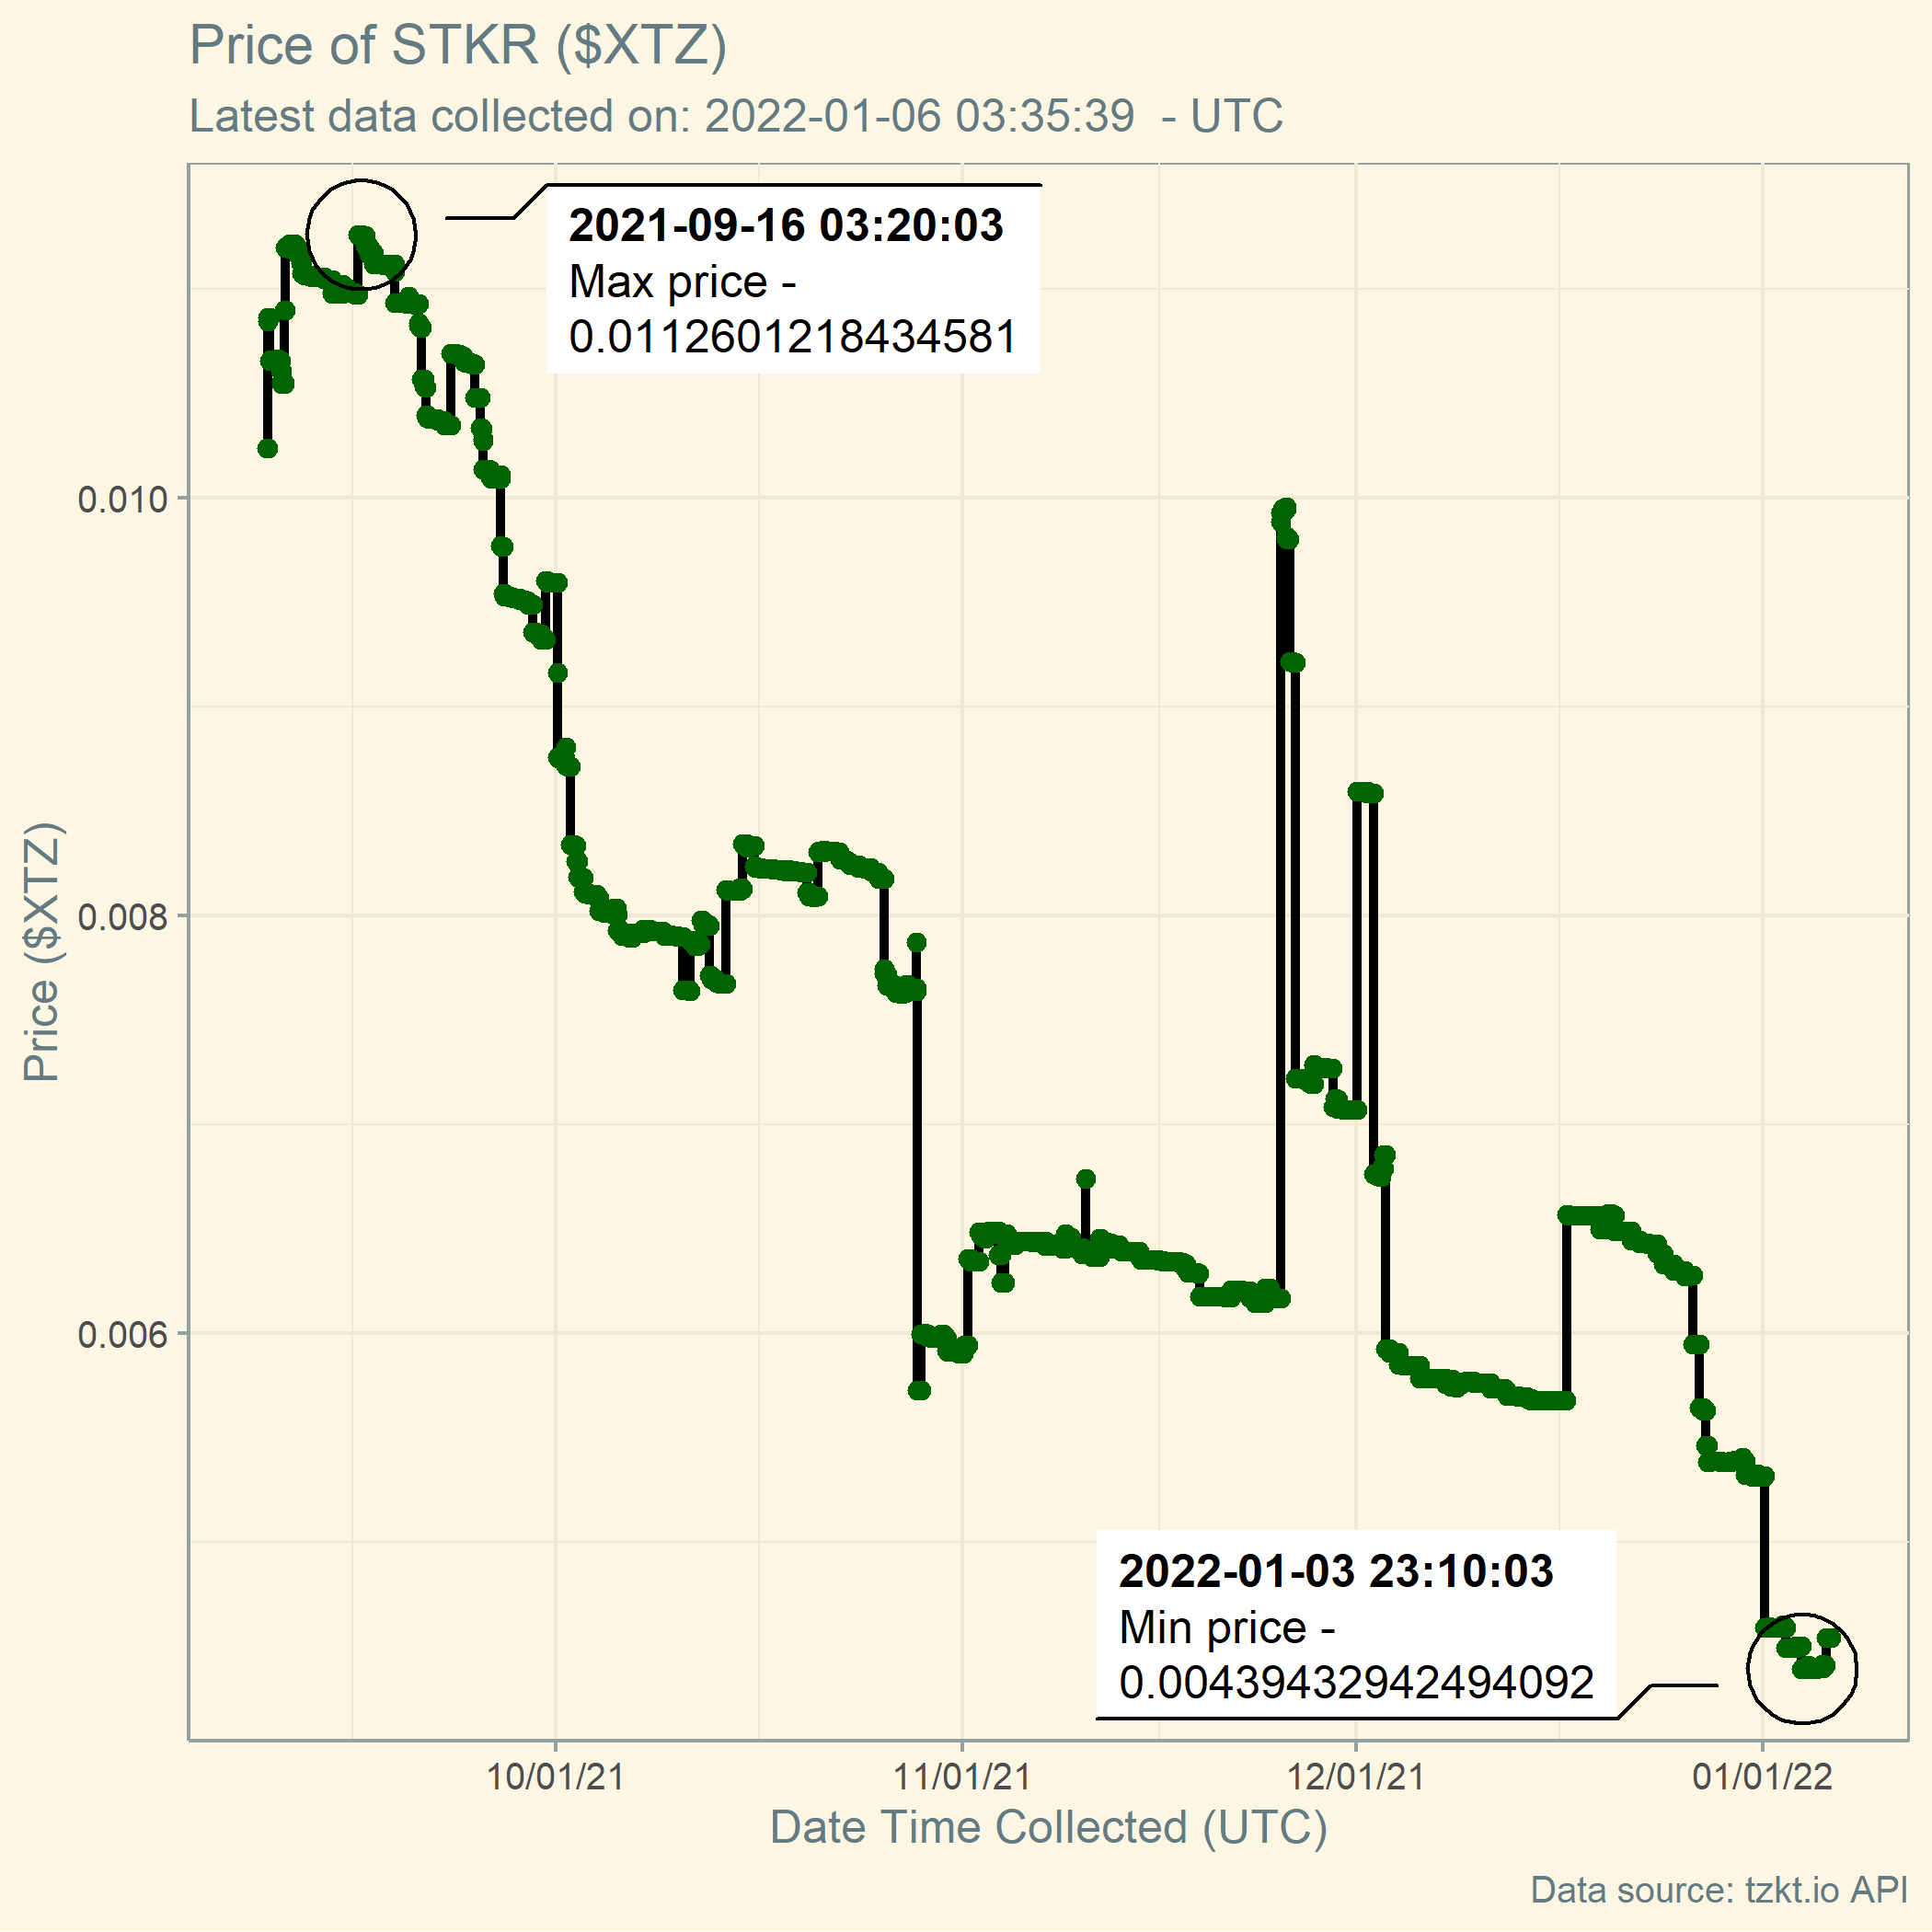 Price of STKR ($XTZ)
Latest data collected on: 2022-01-06 03:35:39  - UTC
2021-09-16 03:20:03
Max price -
0.0112601218434581
0.010
0.008
0.006
Price ($XTZ)
2022-01-03 23:10:03
Min price -
0.00439432942494092
10/01/21
11/01/21
12/01/21
01/01/22
Date Time Collected (UTC)
Data source: tzkt.io API